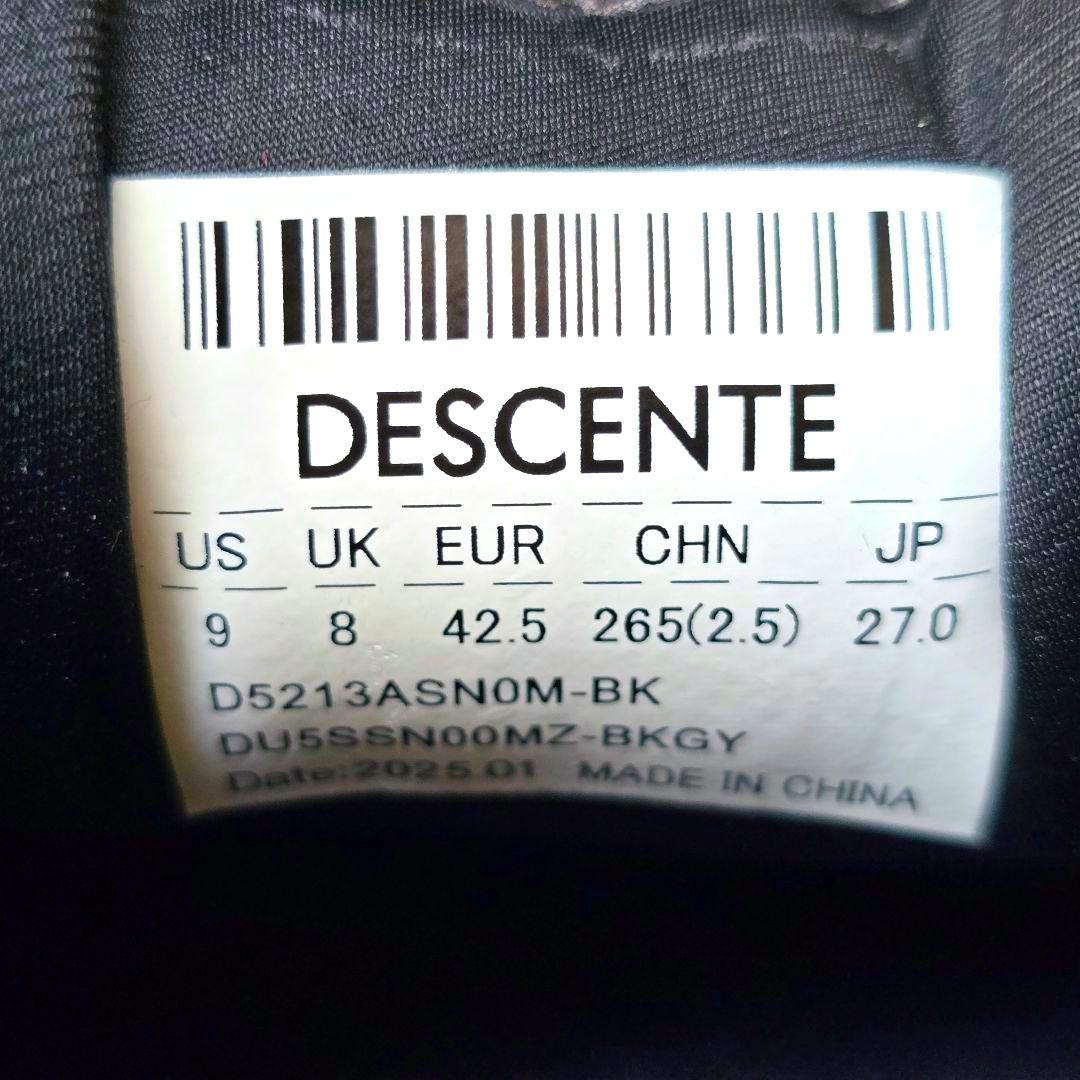 DESCENTE
US UK EUR CHN JP
9 8 42.5 265(2.5) 27.0
D5213ASN0M-BK
DU5SSN00MZ-BKGY
Date:2025.01 MADE IN CHINA